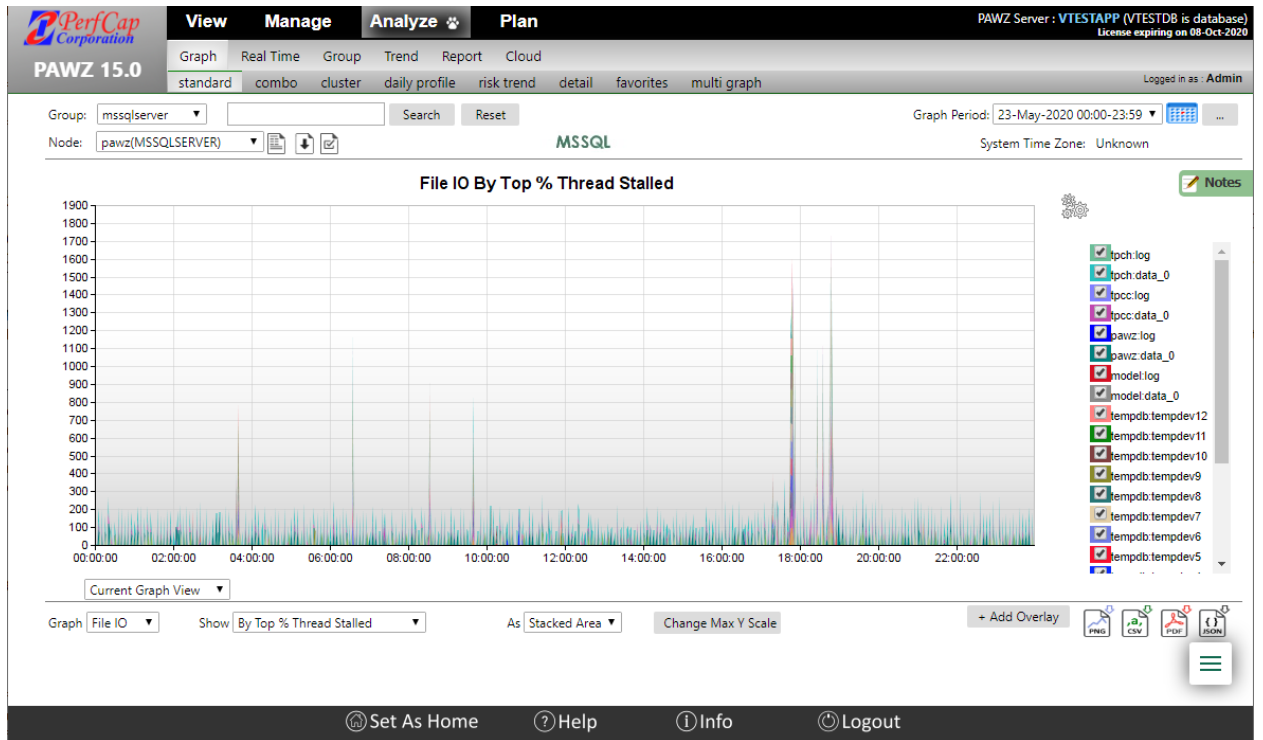 PerfCap
Corporation
PAWZ 15.0
View Manage Analyze Plan
PAWZ Server : VTESTAPP (VTESTDB is database)
License expiring on 08-Oct-2020
Graph Real Time Group Trend Report Cloud
standard combo cluster daily profile risk trend detail favorites multi graph
Logged in as : Admin
Group: mssqlserver Search Reset
Graph Period: 23-May-2020 00:00-23:59 ...
Node: pawz(MSSQLSERVER)
MSSQL
System Time Zone: Unknown
File IO By Top % Thread Stalled
Notes
1900
1800
1700
1600
1500
1400
1300
1200
1100
1000
900
800
700
600
500
400
300
200
100
0
00:00:00 02:00:00 04:00:00 06:00:00 08:00:00 10:00:00 12:00:00 14:00:00 16:00:00 18:00:00 20:00:00 22:00:00
tpch:log
tpch:data_0
tpcc:log
tpcc:data_0
pawz:log
pawz:data_0
model:log
model:data_0
tempdb:tempdev12
tempdb:tempdev11
tempdb:tempdev10
tempdb:tempdev9
tempdb:tempdev8
tempdb:tempdev7
tempdb:tempdev6
tempdb:tempdev5
Current Graph View
Graph File IO Show By Top % Thread Stalled As Stacked Area Change Max Y Scale
+ Add Overlay
PNG CSV PDF JSON
Set As Home Help Info Logout